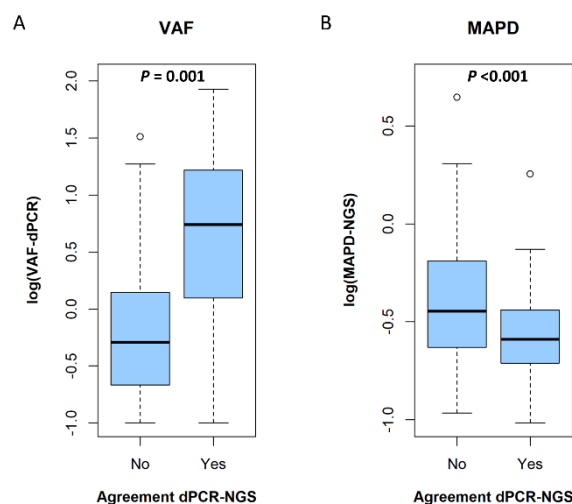 A
VAF
P = 0.001
log(VAF-dPCR)
2.0
1.5
1.0
0.5
0.0
-0.5
-1.0
No
Yes
Agreement dPCR-NGS
B
MAPD
P <0.001
log(MAPD-NGS)
0.5
0.0
-0.5
-1.0
No
Yes
Agreement dPCR-NGS